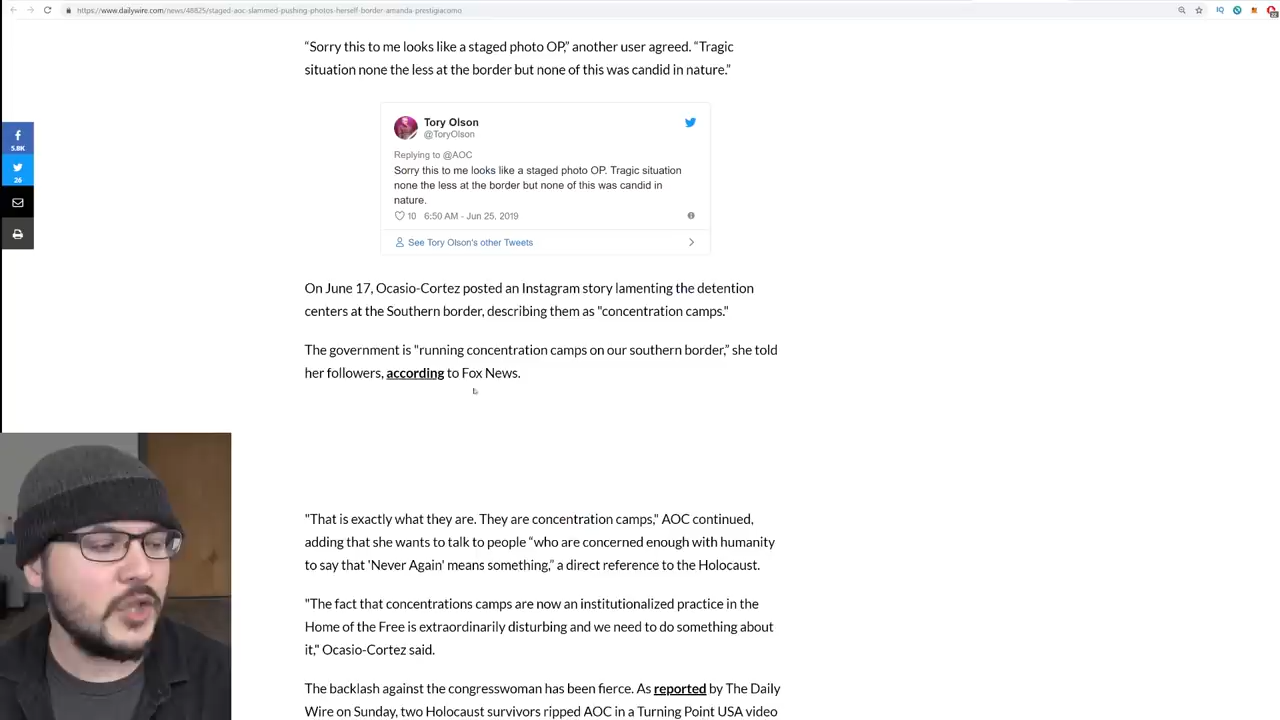 https://www.dailywire.com/news/48825/staged-aoc-slammed-pushing-photos-herself-border-amanda-prestigiacomo
IQ
“Sorry this to me looks like a staged photo OP,” another user agreed. “Tragic
situation none the less at the border but none of this was candid in nature.”
5.8K
26
Tory Olson
@ToryOlson
Replying to @AOC
Sorry this to me looks like a staged photo OP. Tragic situation
none the less at the border but none of this was candid in
nature.
10 6:50 AM - Jun 25, 2019
See Tory Olson's other Tweets
On June 17, Ocasio-Cortez posted an Instagram story lamenting the detention
centers at the Southern border, describing them as "concentration camps."
The government is "running concentration camps on our southern border,” she told
her followers, according to Fox News.
"That is exactly what they are. They are concentration camps," AOC continued,
adding that she wants to talk to people “who are concerned enough with humanity
to say that 'Never Again' means something,” a direct reference to the Holocaust.
"The fact that concentrations camps are now an institutionalized practice in the
Home of the Free is extraordinarily disturbing and we need to do something about
it," Ocasio-Cortez said.
The backlash against the congresswoman has been fierce. As reported by The Daily
Wire on Sunday, two Holocaust survivors ripped AOC in a Turning Point USA video